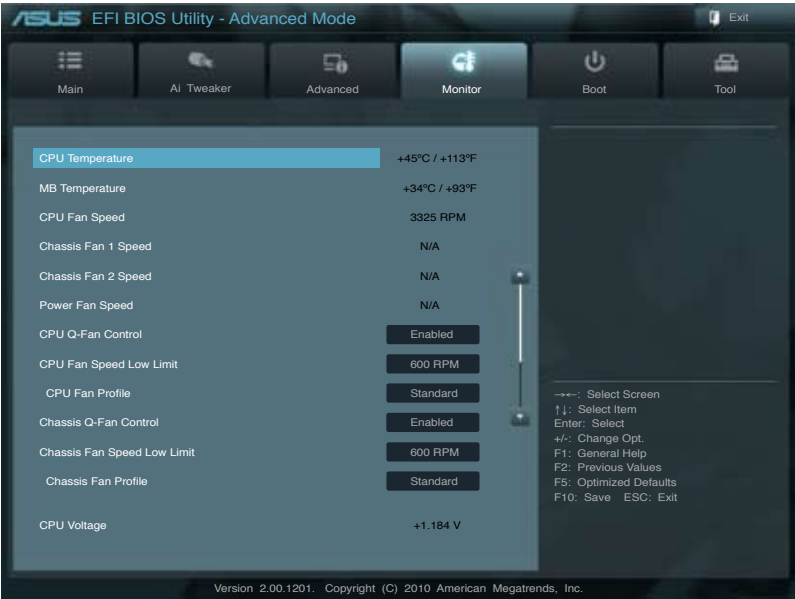 ASUS EFI BIOS Utility - Advanced Mode Exit
Main Ai Tweaker Advanced Monitor Boot Tool
CPU Temperature +45ºC / +113ºF
MB Temperature +34ºC / +93ºF
CPU Fan Speed 3325 RPM
Chassis Fan 1 Speed N/A
Chassis Fan 2 Speed N/A
Power Fan Speed N/A
CPU Q-Fan Control Enabled
CPU Fan Speed Low Limit 600 RPM
CPU Fan Profile Standard
Chassis Q-Fan Control Enabled
Chassis Fan Speed Low Limit 600 RPM
Chassis Fan Profile Standard
CPU Voltage +1.184 V
→←: Select Screen
↑↓: Select Item
Enter: Select
+/-: Change Opt.
F1: General Help
F2: Previous Values
F5: Optimized Defaults
F10: Save ESC: Exit
Version 2.00.1201. Copyright (C) 2010 American Megatrends, Inc.